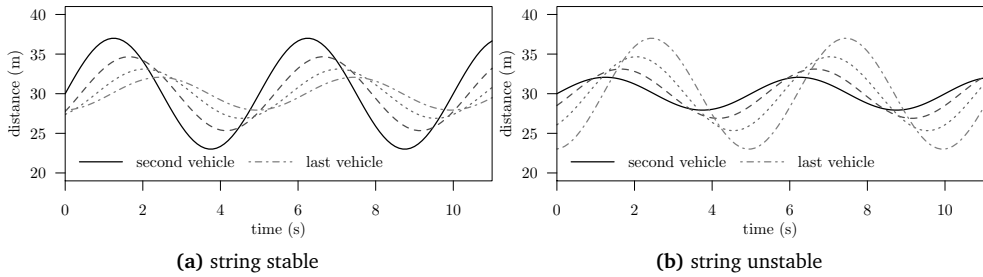 40
35
30
25
20
distance (m)
second vehicle
last vehicle
0 2 4 6 8 10
time (s)
(a) string stable
40
35
30
25
20
distance (m)
second vehicle
last vehicle
0 2 4 6 8 10
time (s)
(b) string unstable